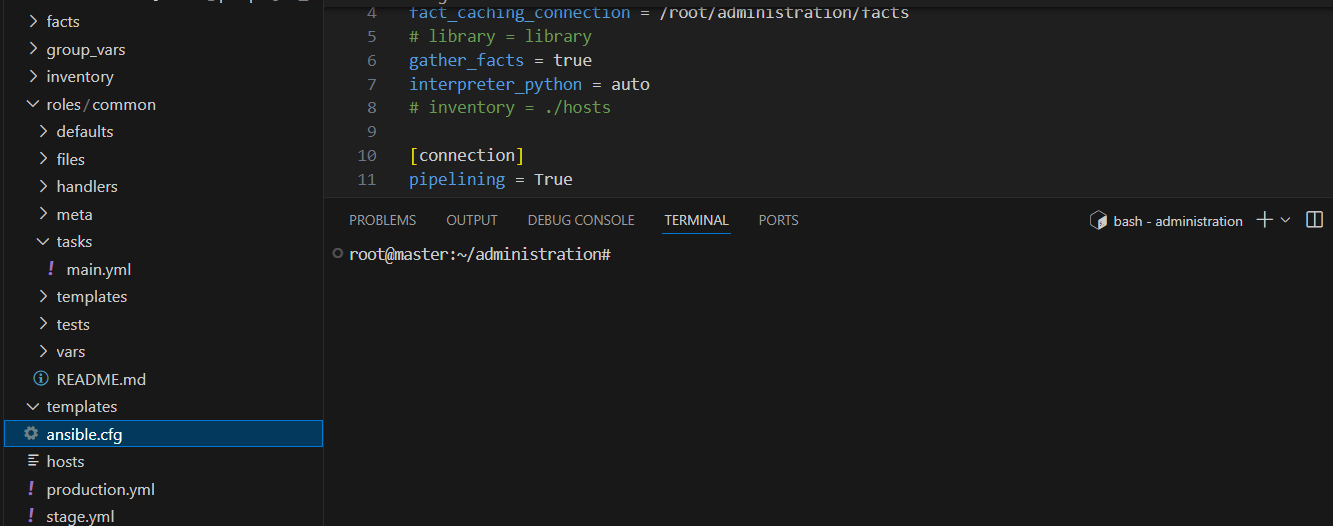 facts
group_vars
inventory
roles/common
defaults
files
handlers
meta
tasks
! main.yml
templates
tests
vars
README.md
templates
ansible.cfg
hosts
! production.yml
! stage.yml
4 fact_caching_connection = /root/administration/facts
5 # library = library
6 gather_facts = true
7 interpreter_python = auto
8 # inventory = ./hosts
9
10 [connection]
11 pipelining = True
PROBLEMS OUTPUT DEBUG CONSOLE TERMINAL PORTS bash - administration
root@master:~/administration#